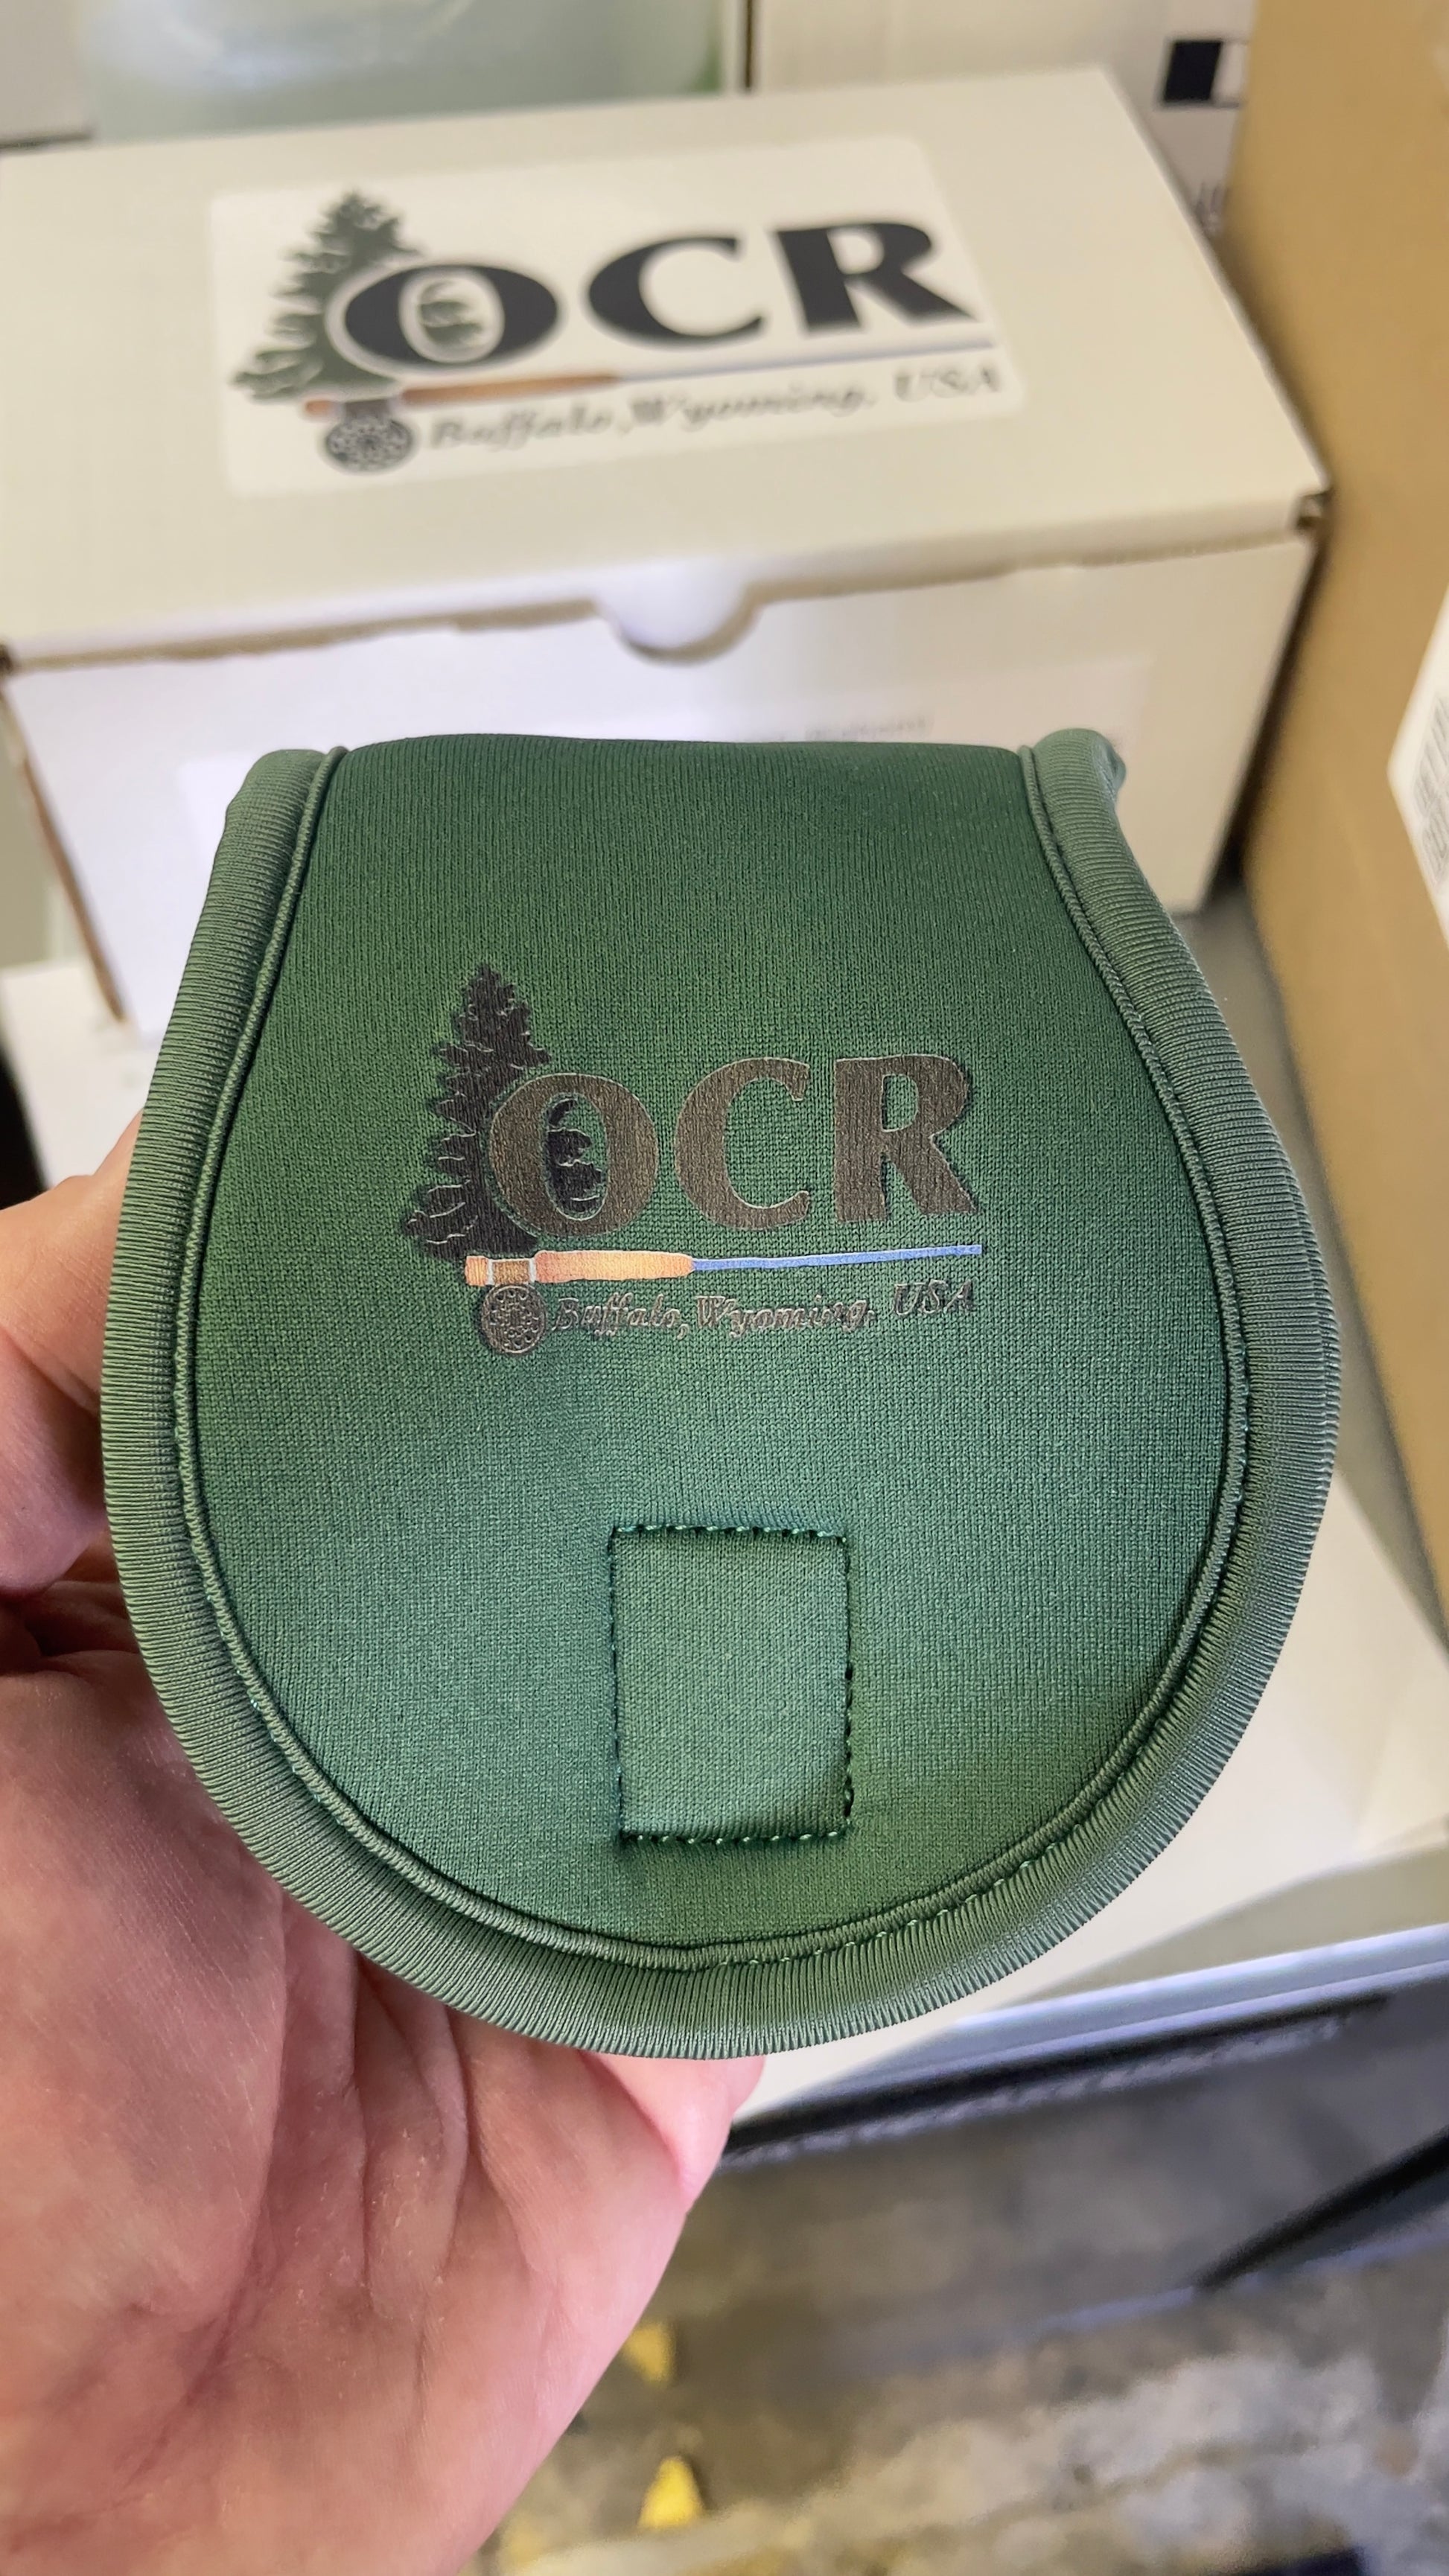 OCR
Buffalo, Wyoming, USA
OCR
Buffalo, Wyoming, USA